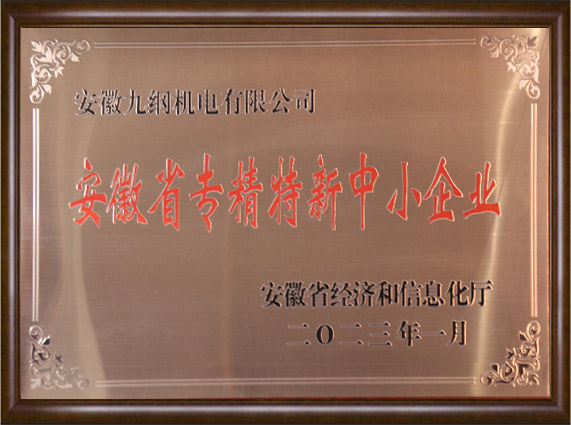 安徽九纲机电有限公司
安徽省专精特新中小企业
安徽省经济和信息化厅
二〇二三年一月